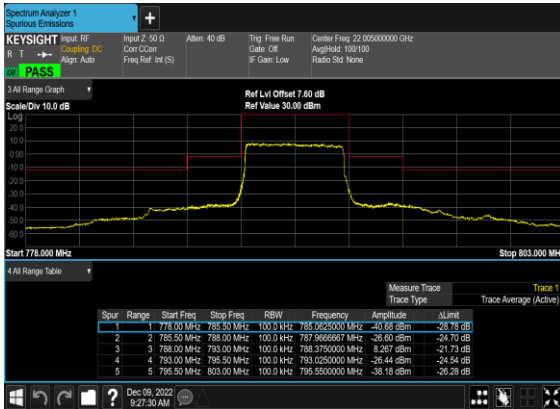 Spectrum Analyzer 1
Spurious Emissions
+
KEYSIGHT Input: RF Input Z: 50 Ω Atten: 40 dB Trig: Free Run Center Freq: 22.005000000 GHz
R T Coupling: DC Corr CCorr Gate: Off Avg|Hold: 100/100
Align: Auto Freq Ref: Int (S) IF Gain: Low Radio Std: None
LXI PASS
3 All Range Graph
Ref Lvl Offset 7.60 dB
Scale/Div 10.0 dB Ref Value 30.00 dBm
Log
20.0
10.0
0.00
-10.0
-20.0
-30.0
-40.0
-50.0
-60.0
Start 778.000 MHz Stop 803.000 MH
4 All Range Table
Measure Trace Trace 1
Trace Type Trace Average (Active)
Spur Range Start Freq Stop Freq RBW Frequency Amplitude ΔLimit
1 1 778.00 MHz 785.50 MHz 100.0 kHz 785.0625000 MHz -40.68 dBm -28.78 dB
2 2 785.50 MHz 788.00 MHz 100.0 kHz 787.9666667 MHz -26.60 dBm -24.70 dB
3 3 788.00 MHz 793.00 MHz 100.0 kHz 788.3750000 MHz 8.267 dBm -21.73 dB
4 4 793.00 MHz 795.50 MHz 100.0 kHz 793.0250000 MHz -26.44 dBm -24.54 dB
5 5 795.50 MHz 803.00 MHz 100.0 kHz 795.5500000 MHz -38.18 dBm -26.28 dB
?
Dec 09, 2022
9:27:30 AM